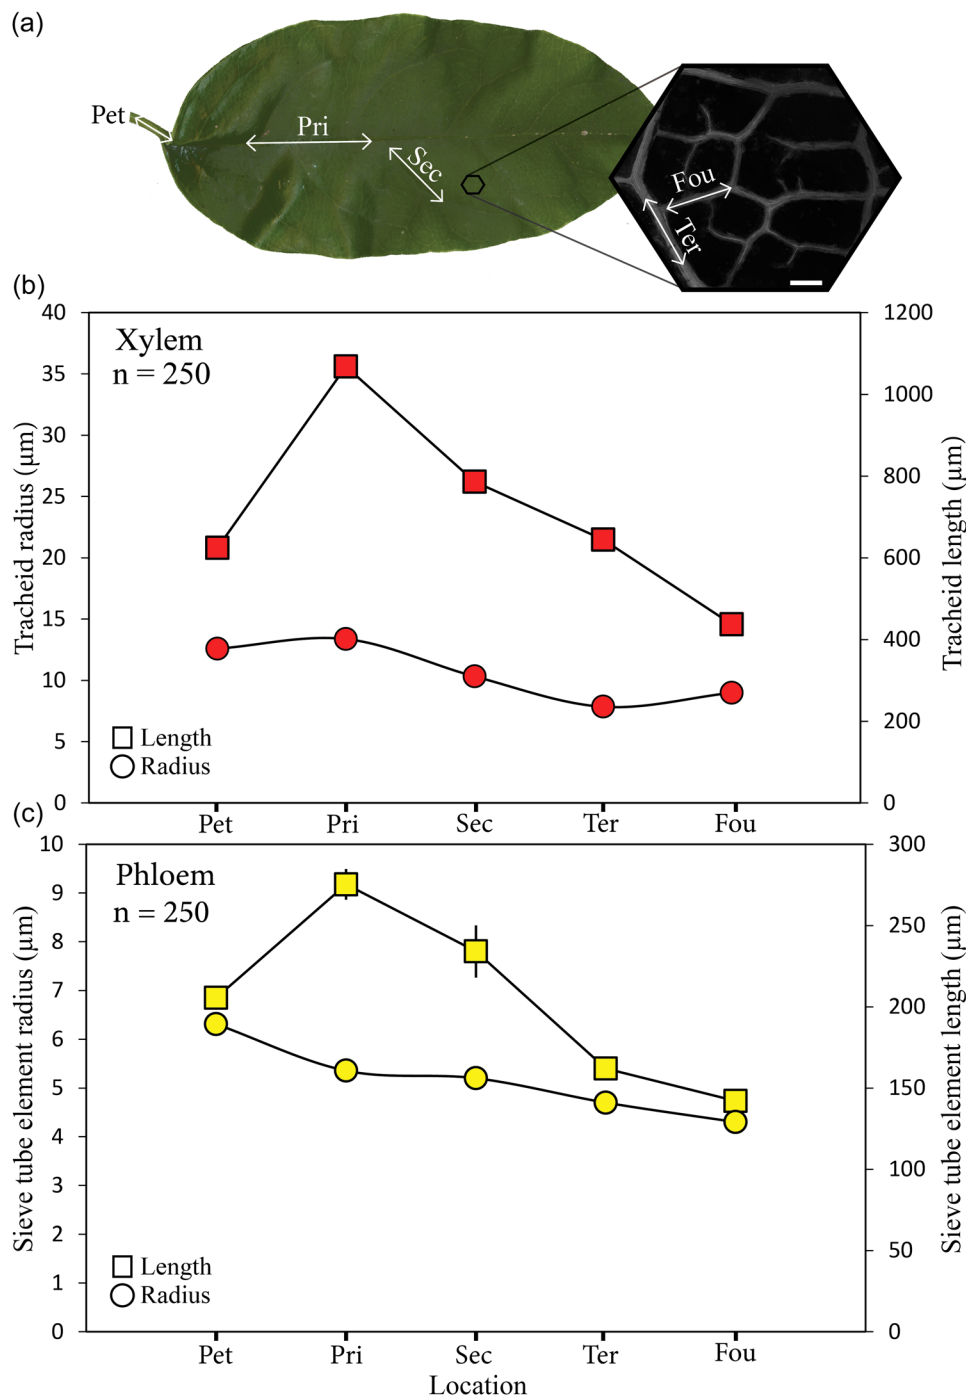 (a)
Pet
Pri
Sec
Fou
Ter
(b)
40
35
30
25
20
15
10
5
0
Tracheid radius (µm)
Xylem
n = 250
Length
Radius
1200
1000
800
600
400
200
0
Tracheid length (µm)
Pet Pri Sec Ter Fou
(c)
10
9
8
7
6
5
4
3
2
1
0
Sieve tube element radius (µm)
Phloem
n = 250
Length
Radius
300
250
200
150
100
50
0
Sieve tube element length (µm)
Pet Pri Sec Ter Fou
Location